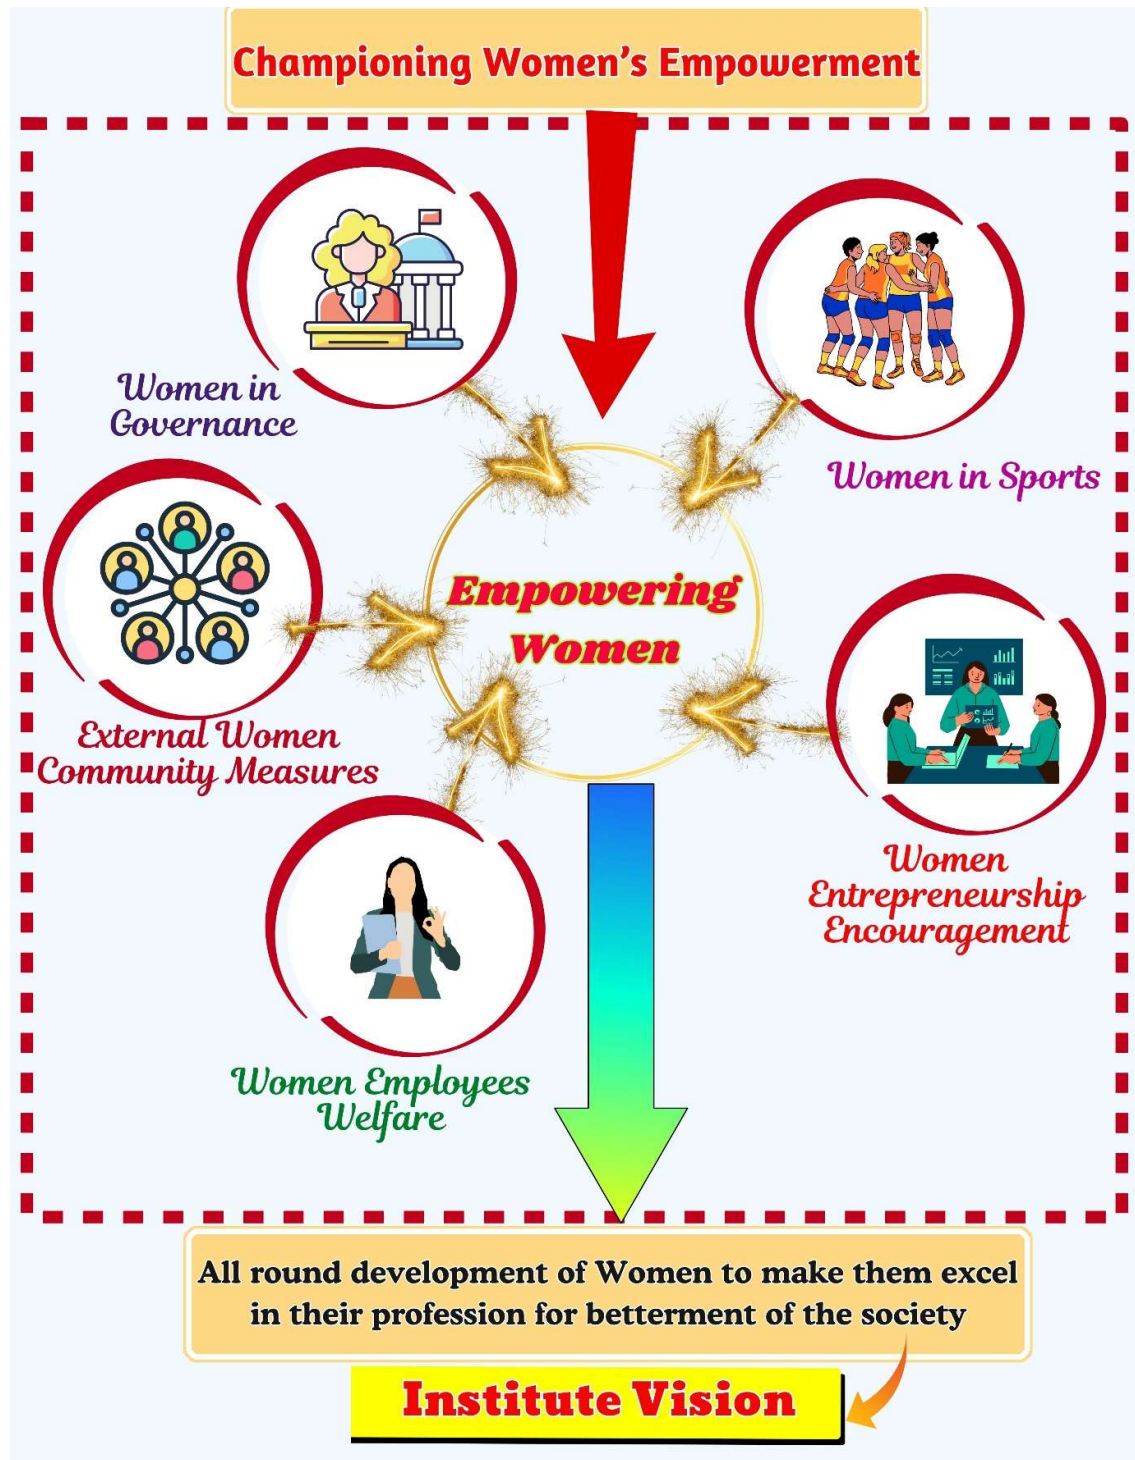 Championing Women's Empowerment
Women in
Governance
Women in Sports
Empowering
Women
External Women
Community Measures
Women
Entrepreneurship
Encouragement
Women Employees
Welfare
All round development of Women to make them excel
in their profession for betterment of the society
Institute Vision